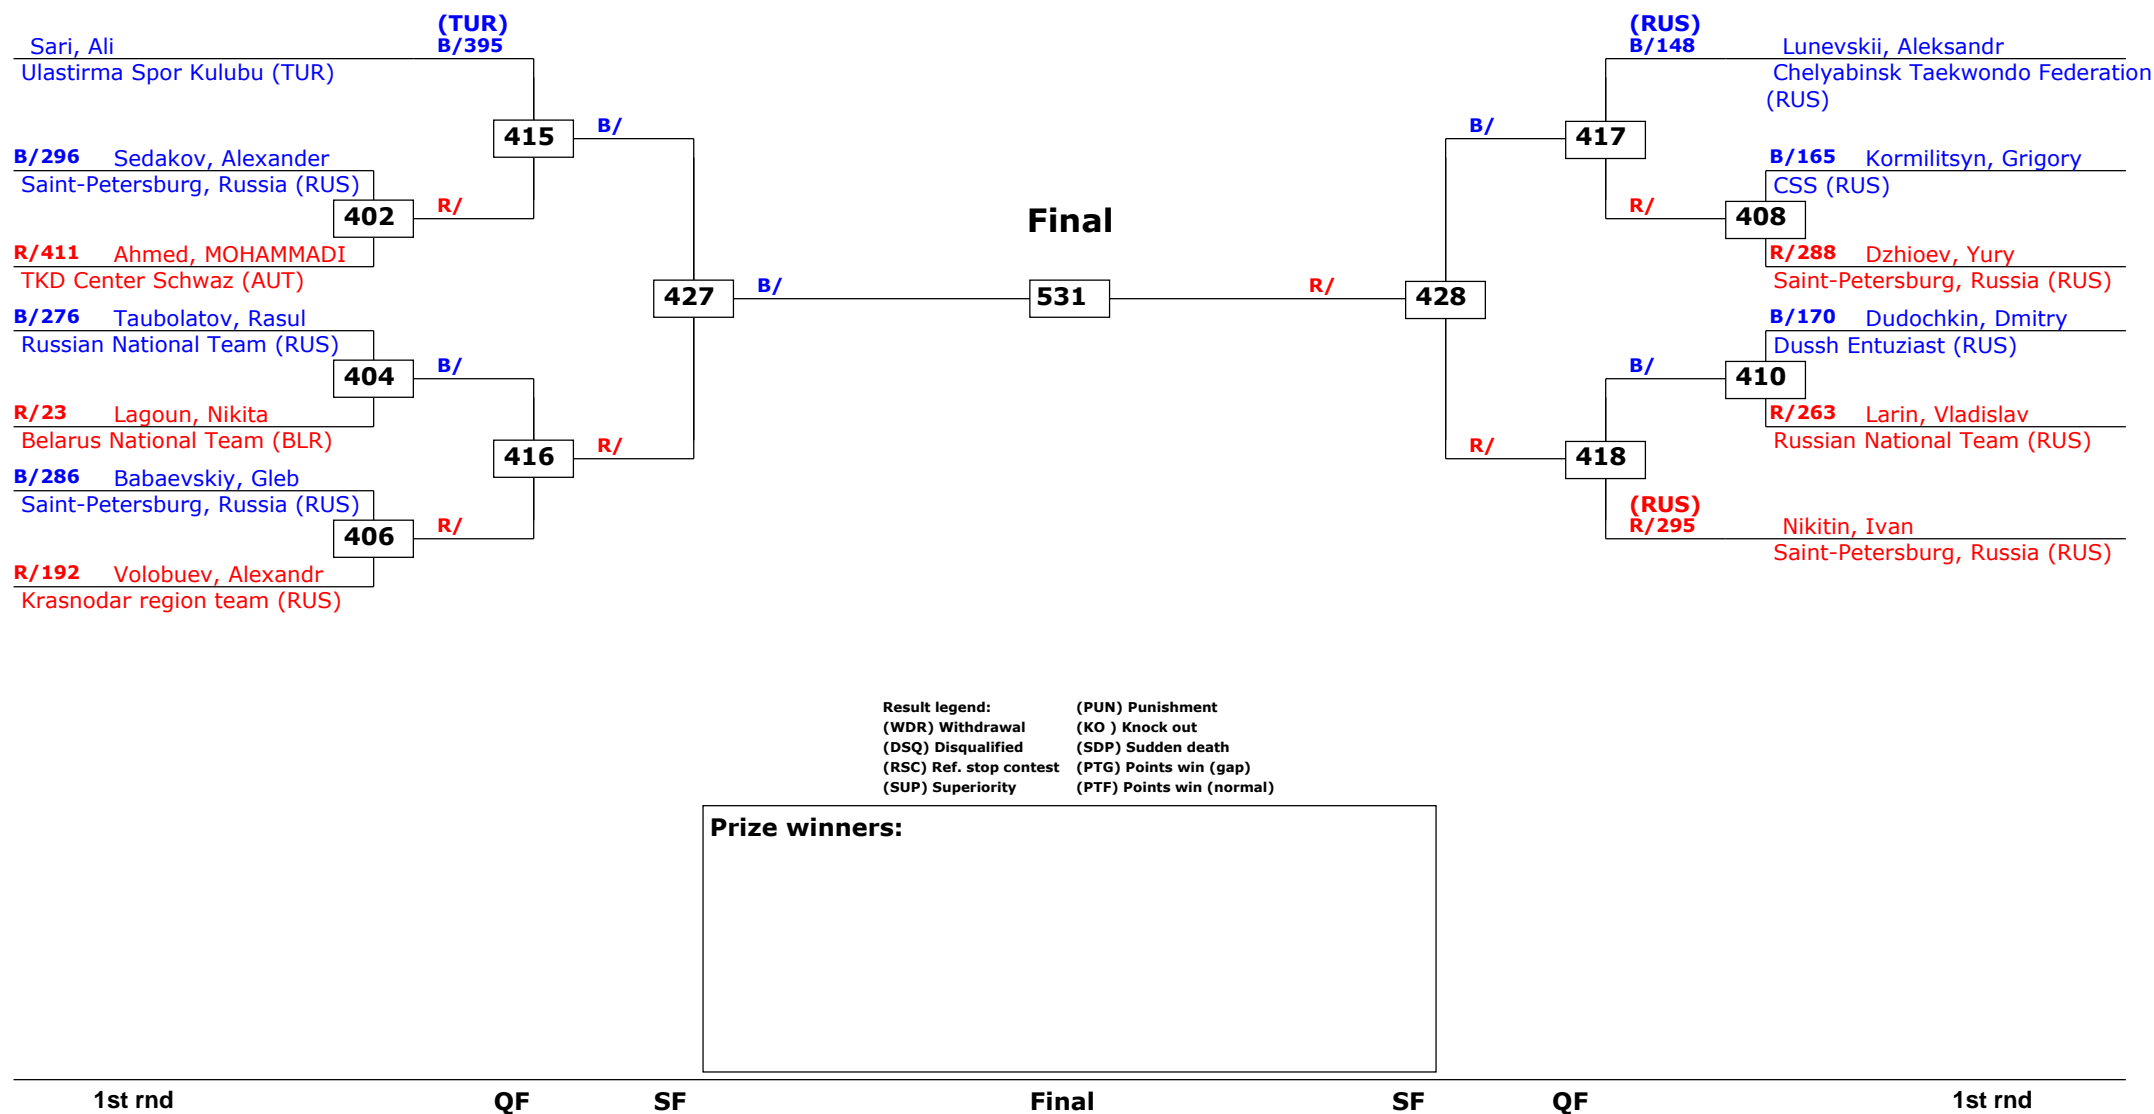 (TUR)
Sari, Ali
B/395
Ulastirma Spor Kulubu (TUR)
415
B/
B/296 Sedakov, Alexander
Saint-Petersburg, Russia (RUS)
402
R/
R/411 Ahmed, MOHAMMADI
TKD Center Schwaz (AUT)
427
B/
B/276 Taubolatov, Rasul
Russian National Team (RUS)
404
B/
R/23 Lagoun, Nikita
Belarus National Team (BLR)
416
R/
B/286 Babaevskiy, Gleb
Saint-Petersburg, Russia (RUS)
406
R/
R/192 Volobuev, Alexandr
Krasnodar region team (RUS)
Final
531
(RUS)
B/148 Lunevskii, Aleksandr
Chelyabinsk Taekwondo Federation
(RUS)
B/
417
B/165 Kormilitsyn, Grigory
CSS (RUS)
R/
408
R/288 Dzhioev, Yury
Saint-Petersburg, Russia (RUS)
R/
428
B/170 Dudochkin, Dmitry
Dussh Entuziast (RUS)
B/
410
R/263 Larin, Vladislav
Russian National Team (RUS)
R/
418
(RUS)
R/295 Nikitin, Ivan
Saint-Petersburg, Russia (RUS)
Result legend: (PUN) Punishment
(WDR) Withdrawal (KO ) Knock out
(DSQ) Disqualified (SDP) Sudden death
(RSC) Ref. stop contest (PTG) Points win (gap)
(SUP) Superiority (PTF) Points win (normal)
Prize winners:
1st rnd QF SF Final SF QF 1st rnd